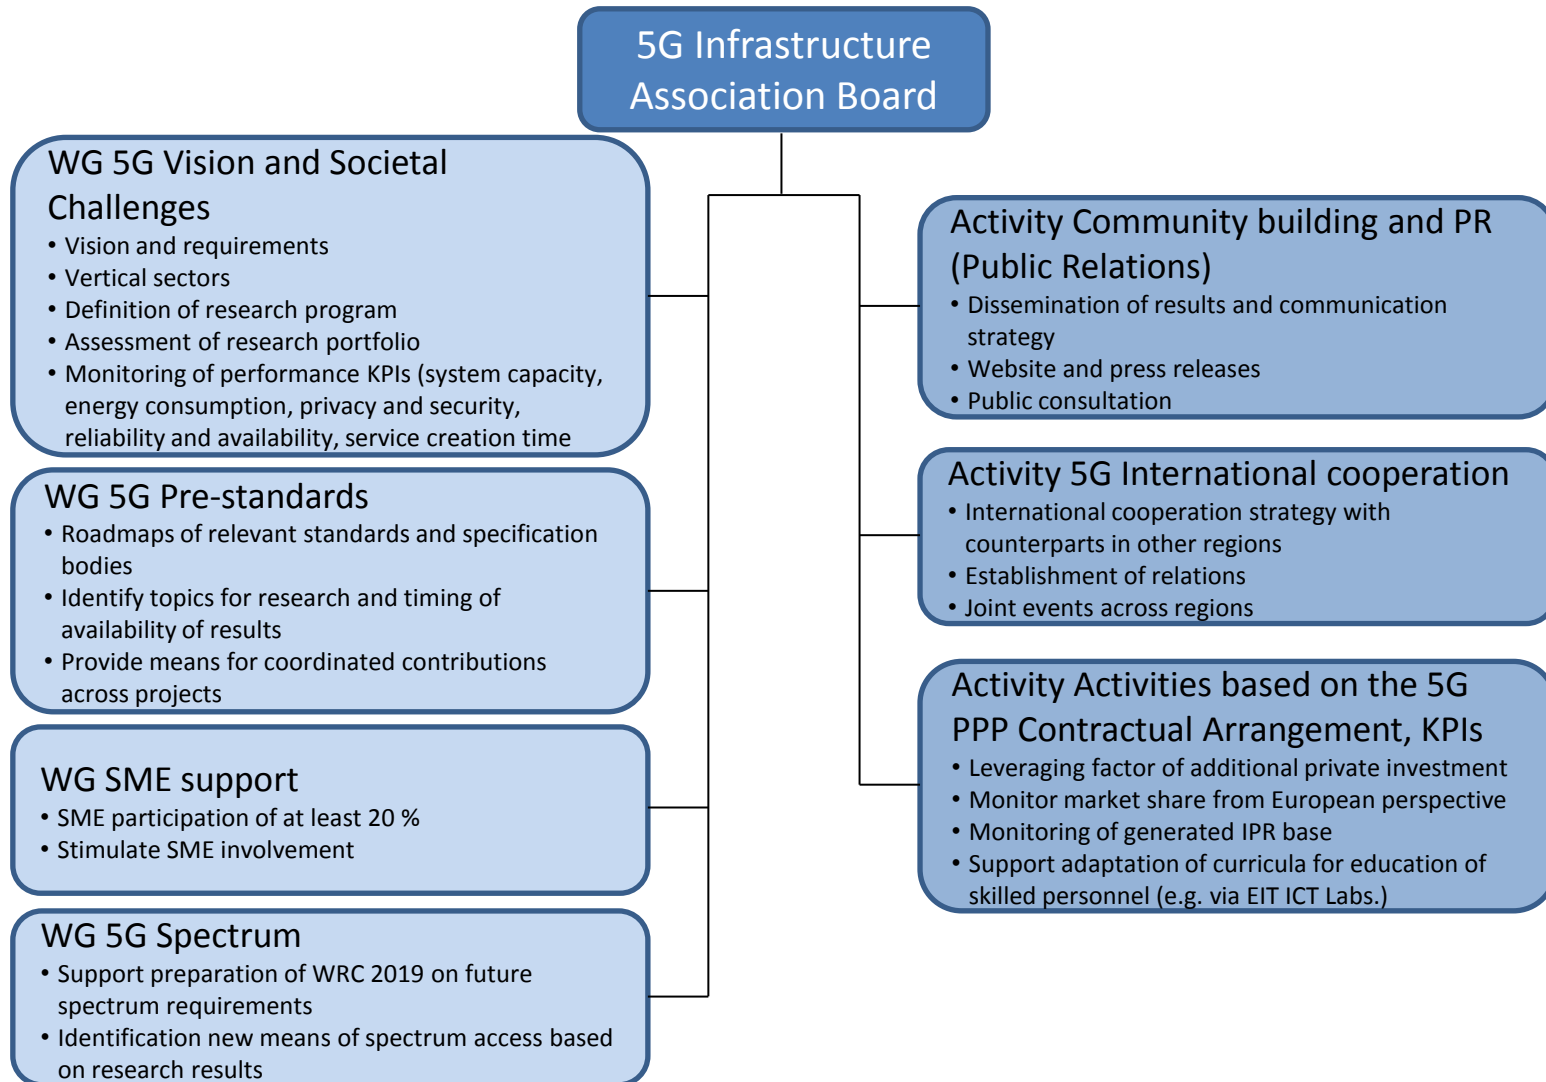 5G Infrastructure
Association Board
WG 5G Vision and Societal
Challenges
• Vision and requirements
• Vertical sectors
• Definition of research program
• Assessment of research portfolio
• Monitoring of performance KPIs (system capacity,
energy consumption, privacy and security,
reliability and availability, service creation time
WG 5G Pre-standards
• Roadmaps of relevant standards and specification
bodies
• Identify topics for research and timing of
availability of results
• Provide means for coordinated contributions
across projects
WG SME support
• SME participation of at least 20 %
• Stimulate SME involvement
WG 5G Spectrum
• Support preparation of WRC 2019 on future
spectrum requirements
• Identification new means of spectrum access based
on research results
Activity Community building and PR
(Public Relations)
• Dissemination of results and communication
strategy
• Website and press releases
• Public consultation
Activity 5G International cooperation
• International cooperation strategy with
counterparts in other regions
• Establishment of relations
• Joint events across regions
Activity Activities based on the 5G
PPP Contractual Arrangement, KPIs
• Leveraging factor of additional private investment
• Monitor market share from European perspective
• Monitoring of generated IPR base
• Support adaptation of curricula for education of
skilled personnel (e.g. via EIT ICT Labs.)